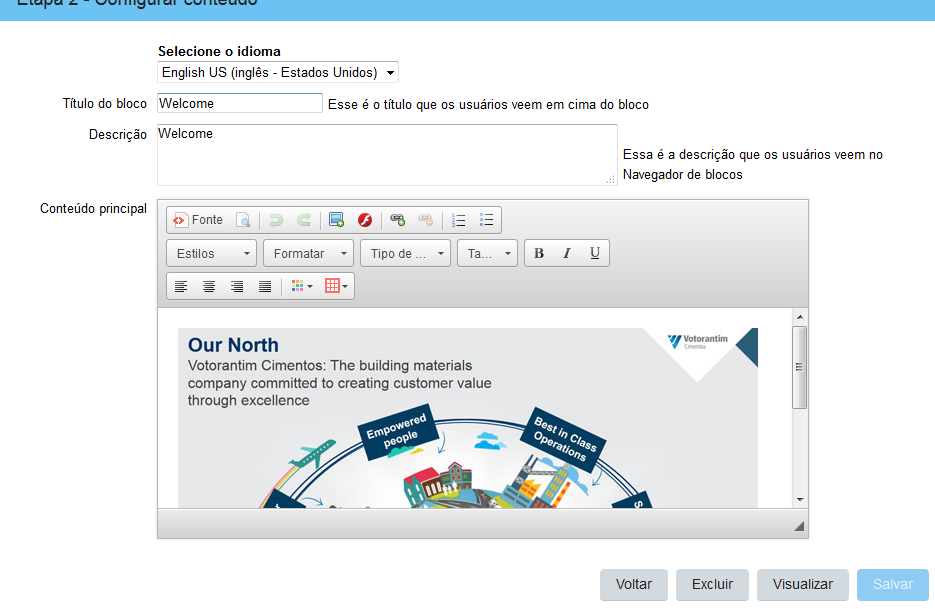 Etapa 2 - Configurar conteúdo
Selecione o idioma
English US (inglês - Estados Unidos)
Título do bloco
Welcome
Esse é o título que os usuários veem em cima do bloco
Descrição
Welcome
Essa é a descrição que os usuários veem no
Navegador de blocos
Conteúdo principal
Fonte
Estilos
Formatar
Tipo de ...
Ta...
B I U
Our North
Votorantim Cimentos: The building materials
company committed to creating customer value
through excellence
Votorantim
Cimentos
Empowered
people
Best in Class
Operations
Voltar
Excluir
Visualizar
Salvar